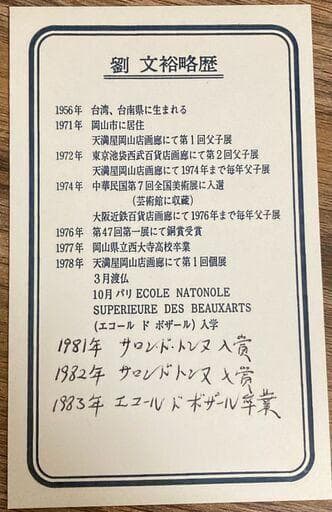 劉 文裕略歴
1956年 台湾、台南県に生まれる
1971年 岡山市に居住
天満屋岡山店画廊にて第1回父子展
1972年 東京池袋西武百貨店画廊にて第2回父子展
天満屋岡山店画廊にて1974年まで毎年父子展
1974年 中華民国第7回全国美術展に入選
(芸術館に収蔵)
大阪近鉄百貨店画廊にて1976年まで毎年父子展
1976年 第47回第一展にて銅賞受賞
1977年 岡山県立西大寺高校卒業
1978年 天満屋岡山店画廊にて第1回個展
3月渡仏
10月パリ ECOLE NATONOLE
SUPERIEURE DES BEAUXARTS
(エコール ド ボザール) 入学
1981年 サロンド・トンヌ入賞
1982年 サロンド・トンヌ入賞
1983年 エコール ド ボザール卒業